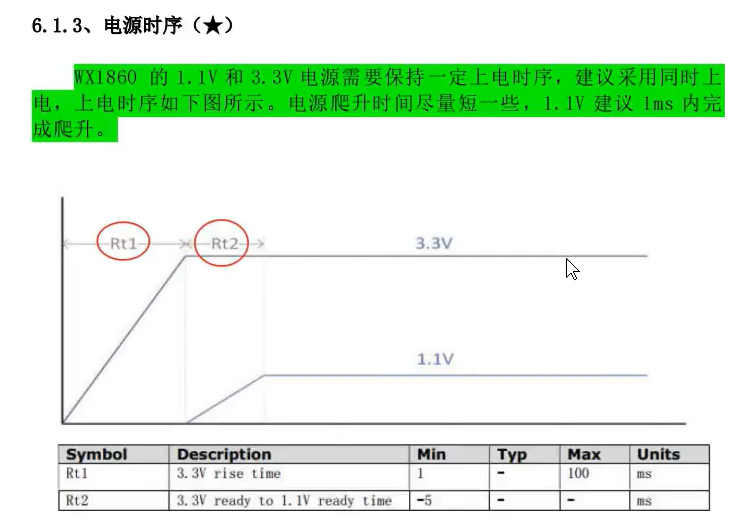 6.1.3、电源时序（★）
WX1860 的 1.1V 和 3.3V 电源需要保持一定上电时序，建议采用同时上
电，上电时序如下图所示。电源爬升时间尽量短一些，1.1V 建议 1ms 内完
成爬升。
Rt1 Rt2 3.3V
1.1V
Symbol Description Min Typ Max Units
Rt1 3.3V rise time 1 - 100 ms
Rt2 3.3V ready to 1.1V ready time -5 - - ms